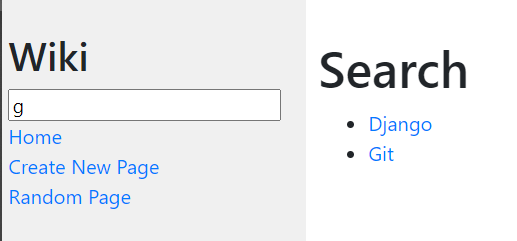 Wiki
g
Home
Create New Page
Random Page
Search
Django
Git